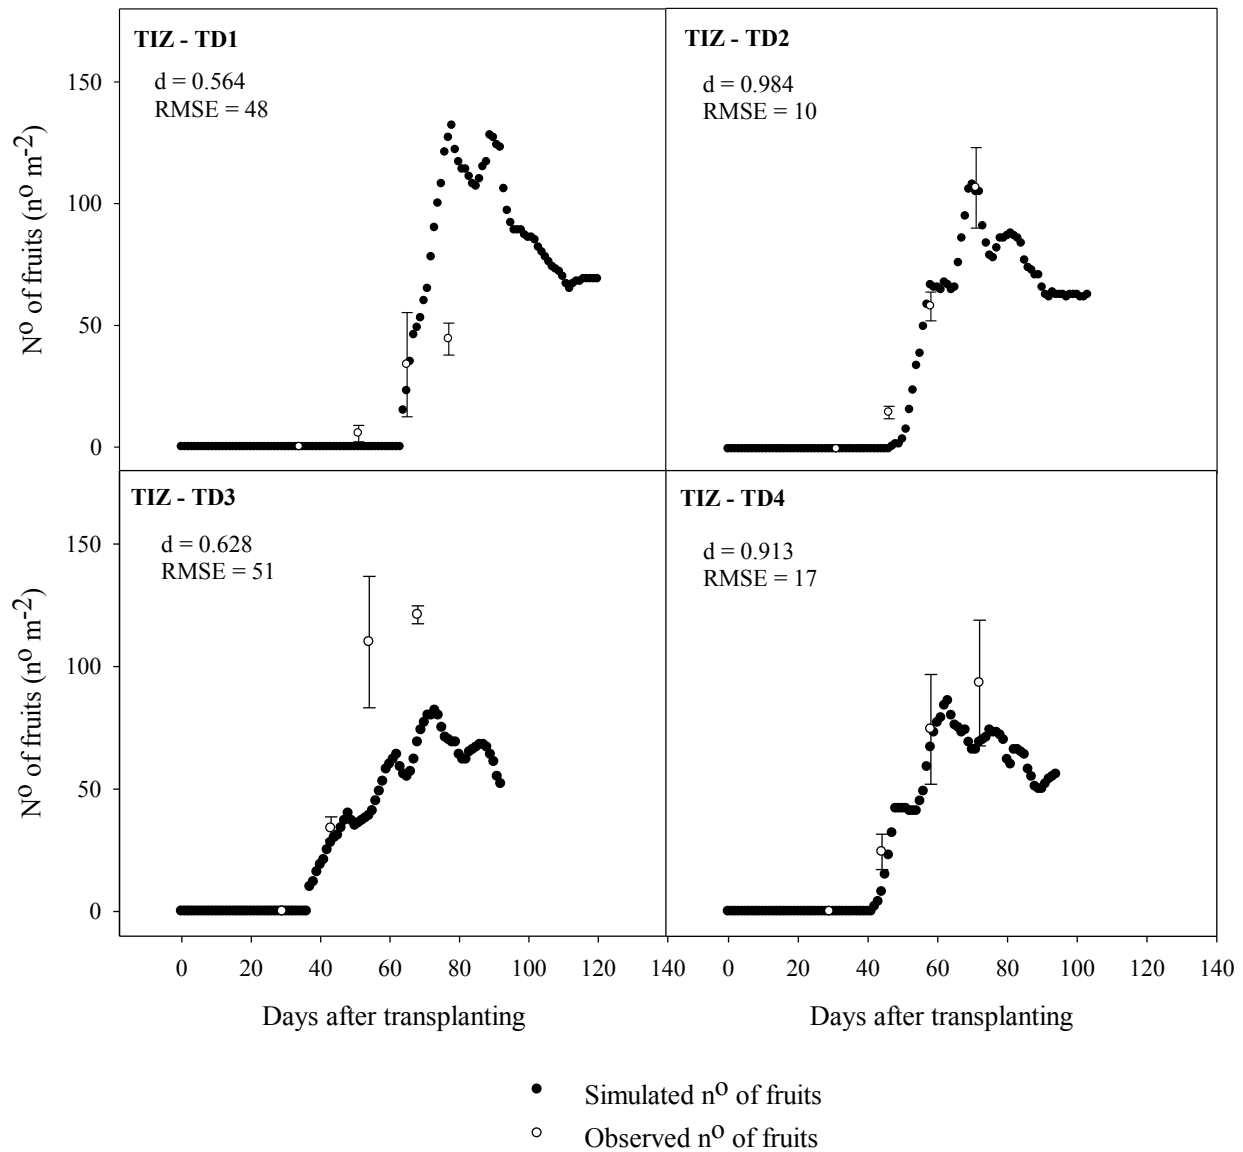 TIZ - TD1
d = 0.564
RMSE = 48
TIZ - TD2
d = 0.984
RMSE = 10
Nº of fruits (nº m-2)
150
100
50
0
TIZ - TD3
d = 0.628
RMSE = 51
TIZ - TD4
d = 0.913
RMSE = 17
Nº of fruits (nº m-2)
150
100
50
0
0 20 40 60 80 100 120 140
0 20 40 60 80 100 120 140
Days after transplanting
Days after transplanting
Simulated nº of fruits
Observed nº of fruits